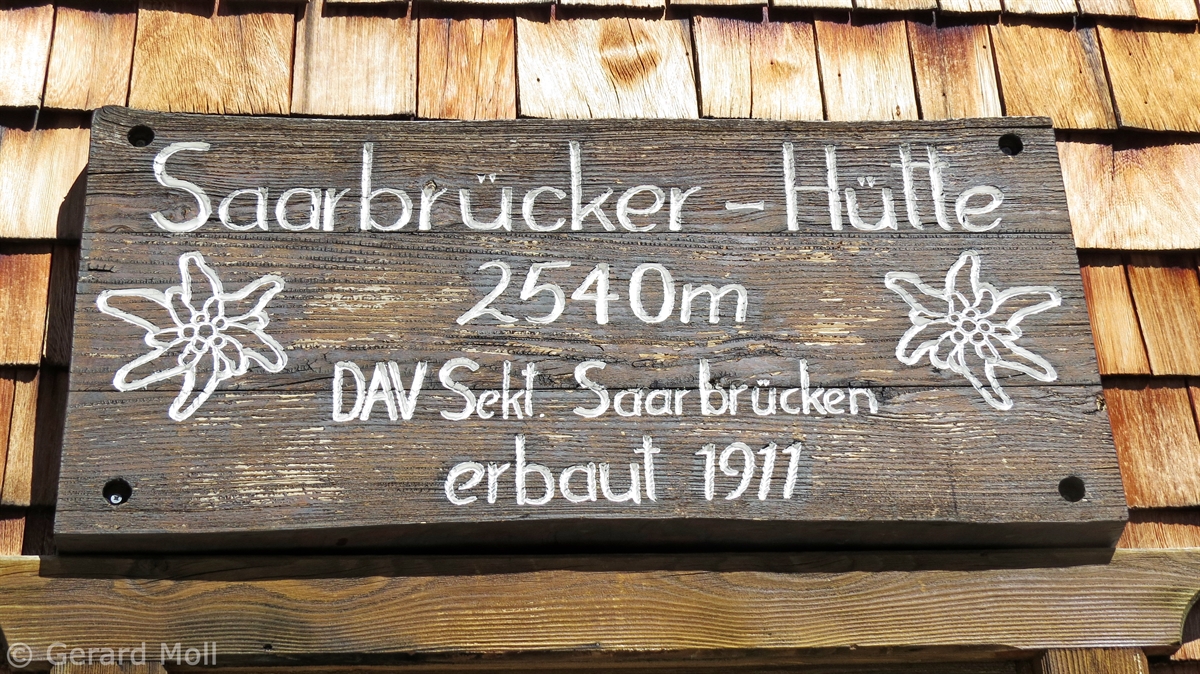 Saarbrücker - Hütte
2540m
DAV Sekt. Saarbrücken
erbaut 1911
© Gerard Moll